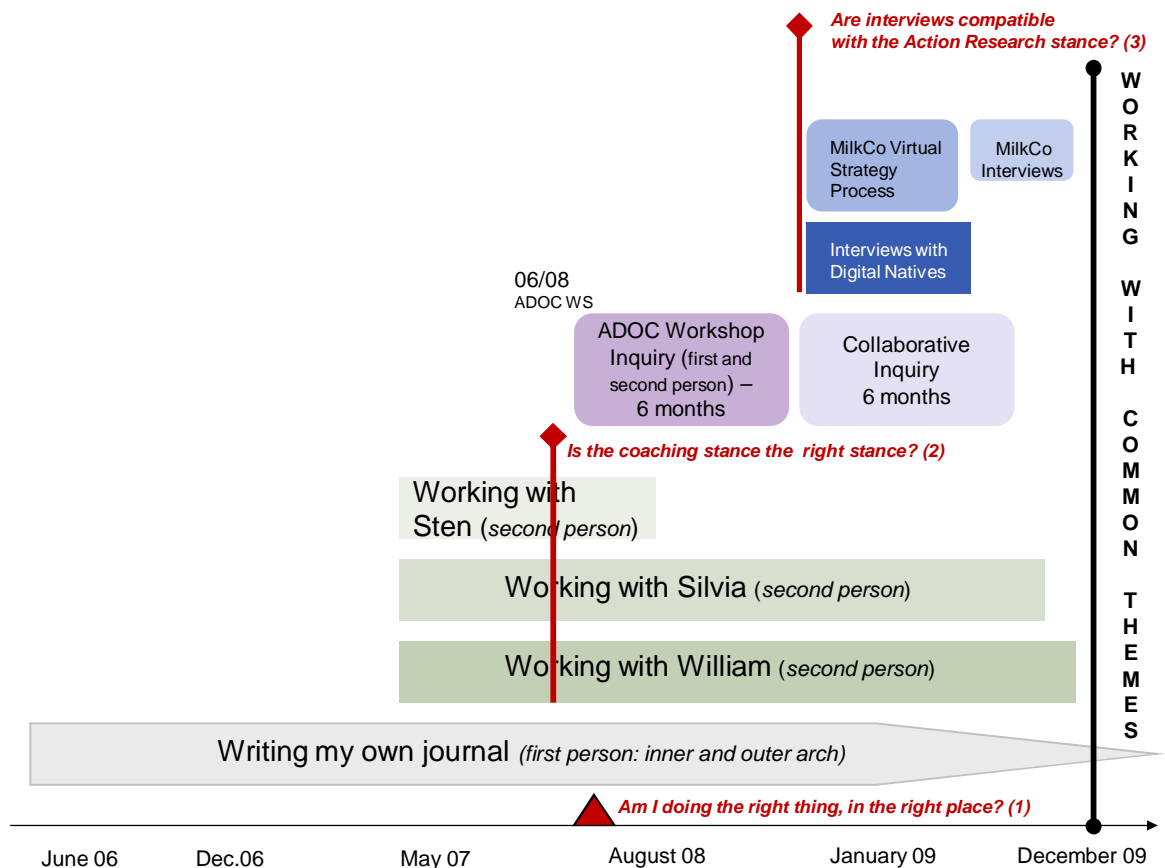 Are interviews compatible
with the Action Research stance? (3)
WORKING WITH COMMON THEMES
MilkCo Virtual
Strategy
Process
MilkCo
Interviews
Interviews with
Digital Natives
06/08
ADOC WS
ADOC Workshop
Inquiry (first and
second person) –
6 months
Collaborative
Inquiry
6 months
Is the coaching stance the right stance? (2)
Working with
Sten (second person)
Working with Silvia (second person)
Working with William (second person)
Writing my own journal (first person: inner and outer arch)
Am I doing the right thing, in the right place? (1)
June 06
Dec.06
May 07
August 08
January 09
December 09